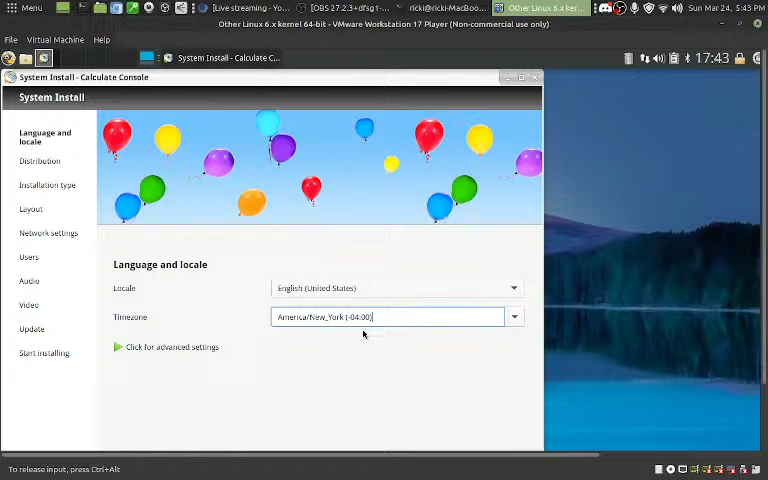 Menu
[Live streaming - Yo...
[OBS 27.2.3+dfsg1-...
ricki@ricki-MacBoo...
Other Linux 6.x ker...
Sun Mar 24, 5:43 PM
Other Linux 6.x kernel 64-bit - VMware Workstation 17 Player (Non-commercial use only)
File Virtual Machine Help
System Install - Calculate C...
17:43
System Install - Calculate Console
System Install
Language and
locale
Distribution
Installation type
Layout
Network settings
Users
Audio
Video
Update
Start installing
Language and locale
Locale English (United States)
Timezone America/New_York (-04:00)
Click for advanced settings
To release input, press Ctrl+Alt